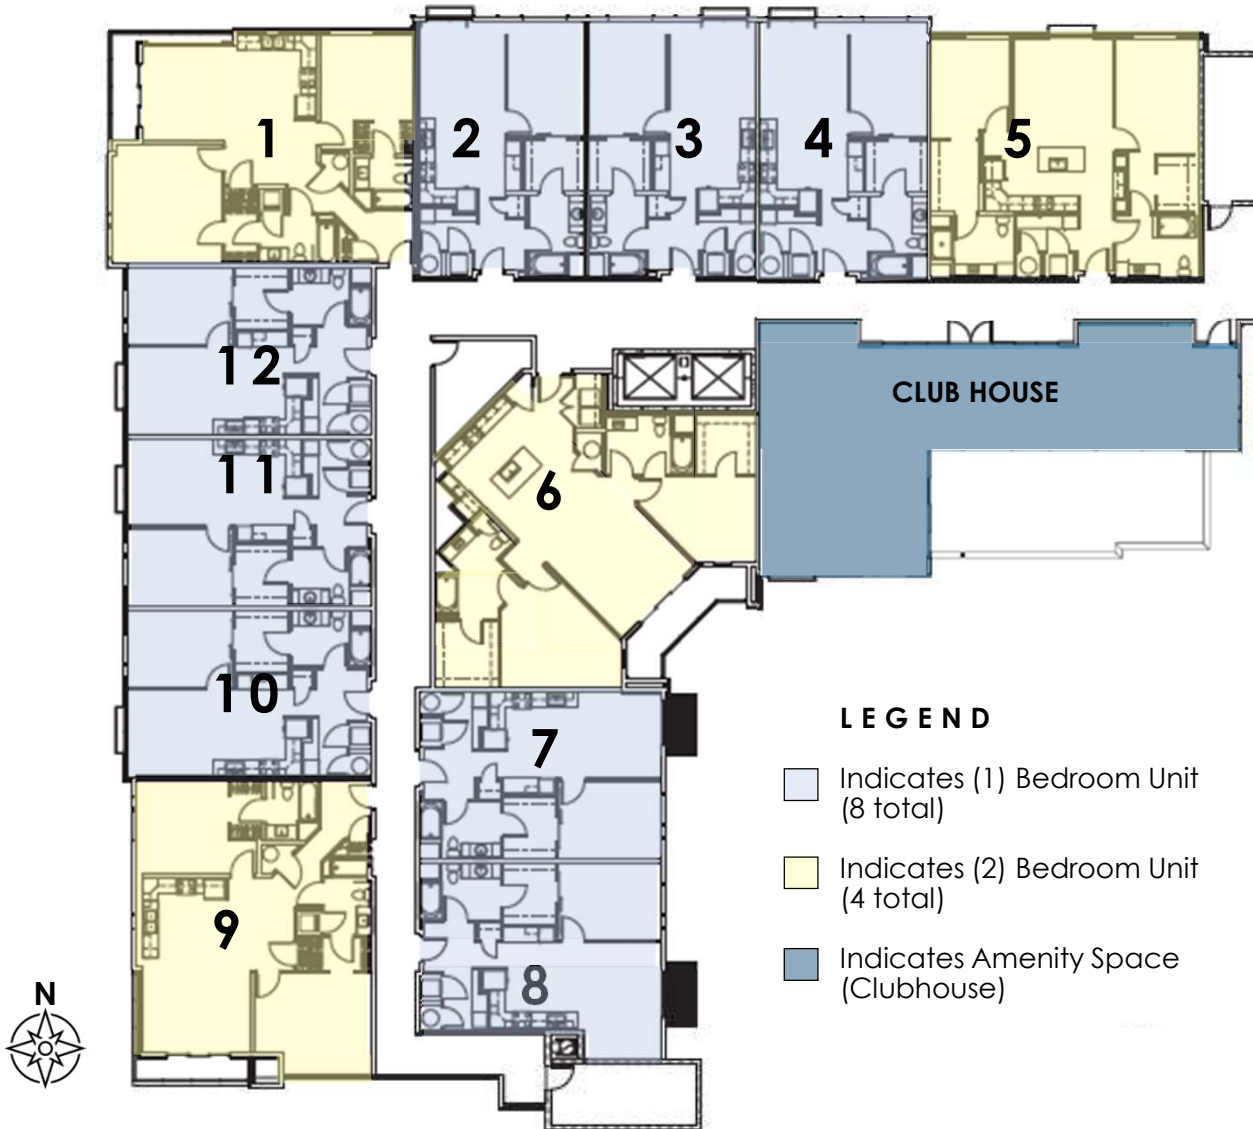 1
2
3
4
5
12
CLUB HOUSE
11
6
10
7
9
8
LEGEND
Indicates (1) Bedroom Unit
(8 total)
Indicates (2) Bedroom Unit
(4 total)
Indicates Amenity Space
(Clubhouse)
N